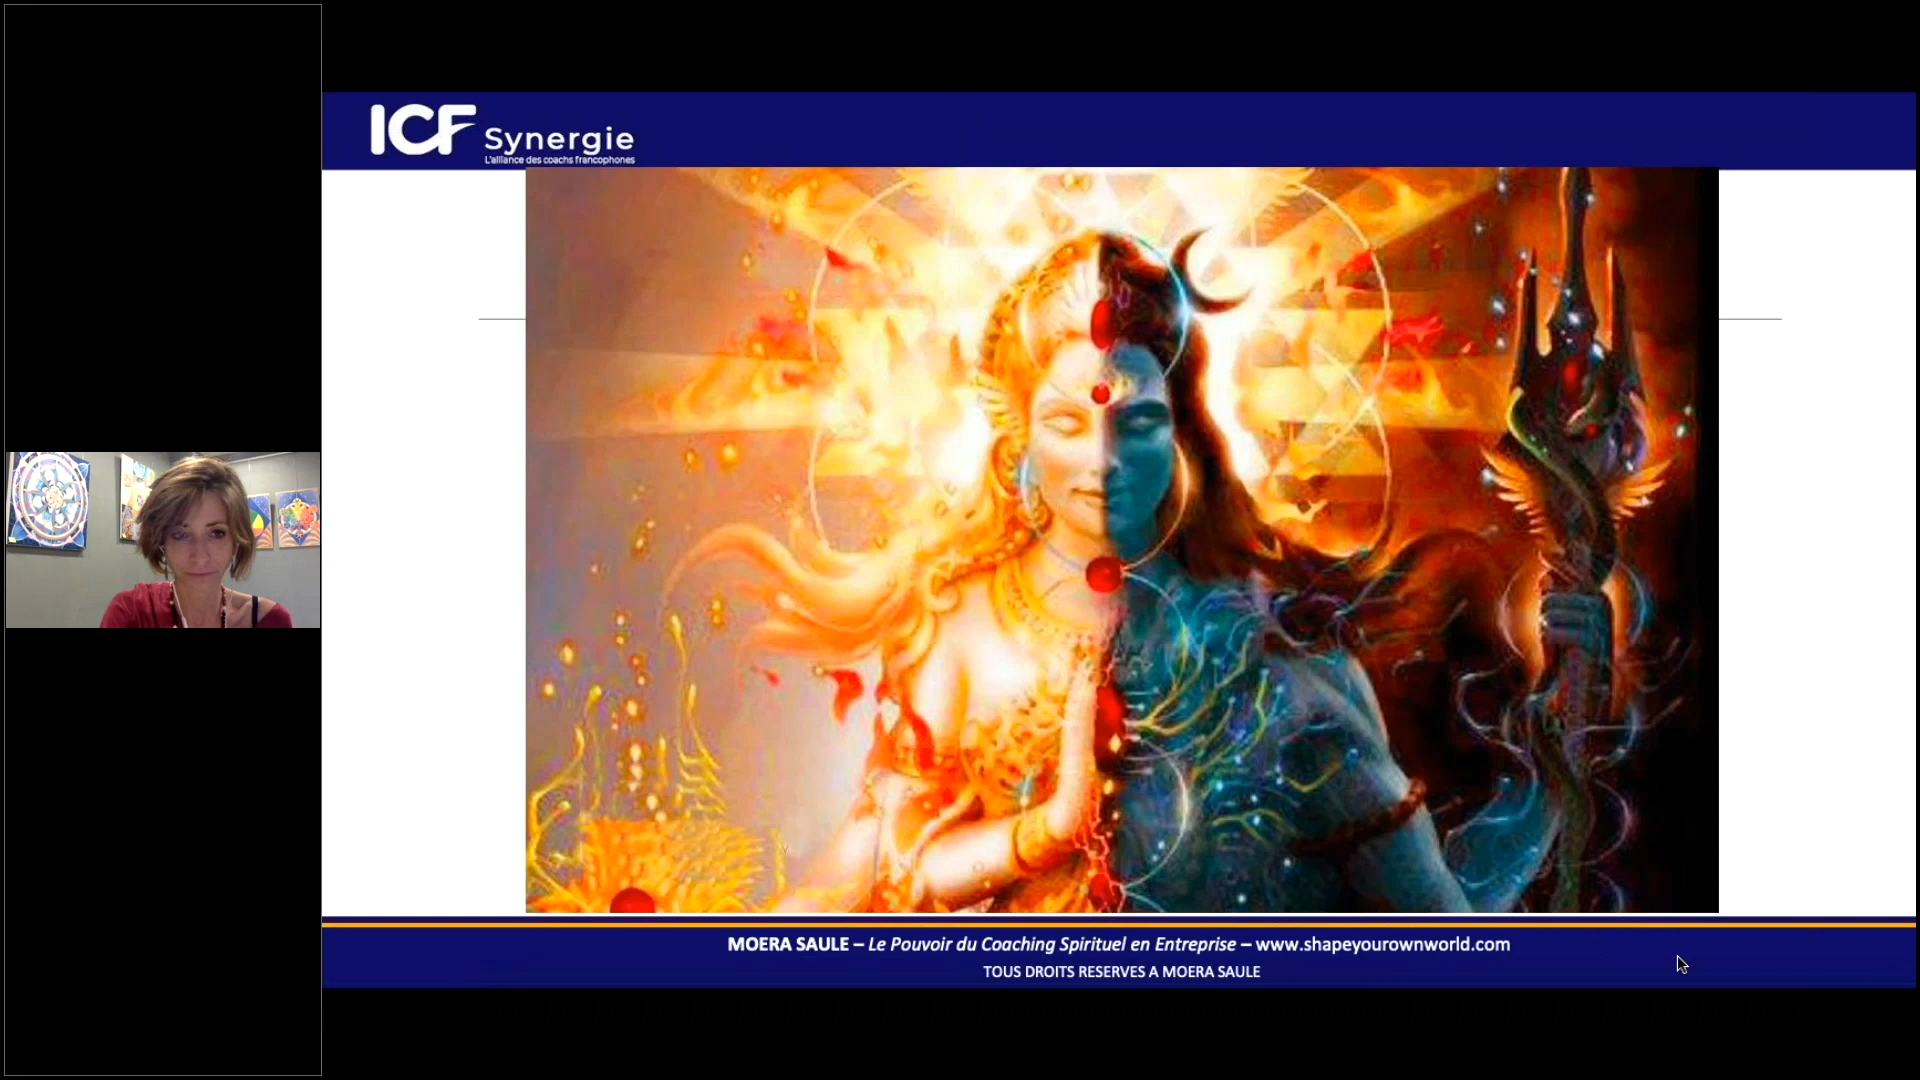 ICF Synergie
L'alliance des coachs francophones
MOERA SAULE – Le Pouvoir du Coaching Spirituel en Entreprise – www.shapeyourownworld.com
TOUS DROITS RESERVES A MOERA SAULE